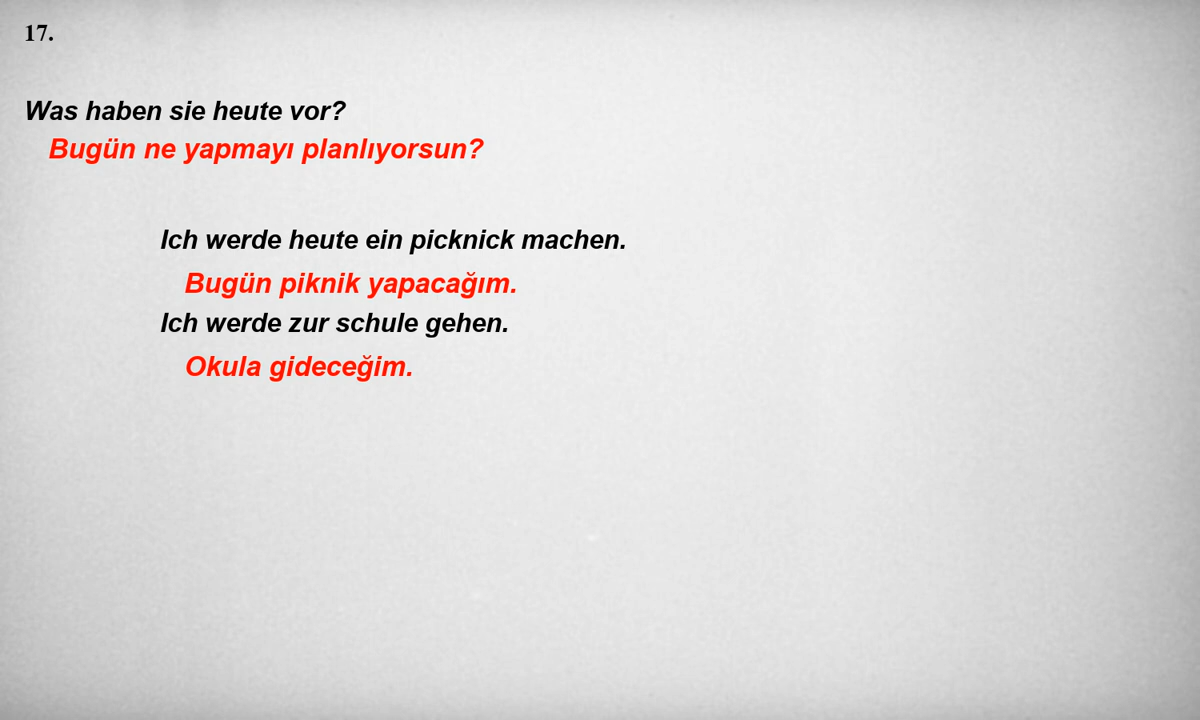 17.
Was haben sie heute vor?
Bugün ne yapmayı planlıyorsun?
Ich werde heute ein picknick machen.
Bugün piknik yapacağım.
Ich werde zur schule gehen.
Okula gideceğim.